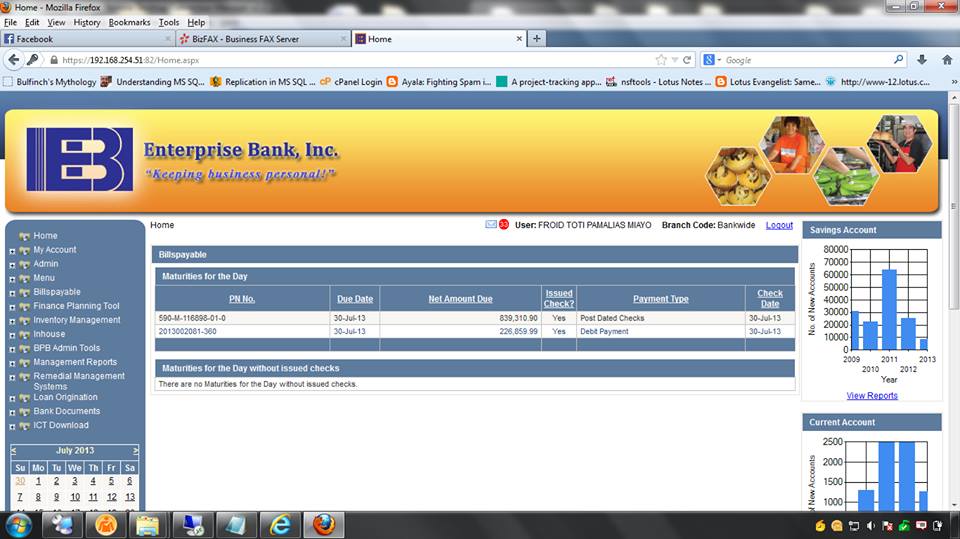 Home - Mozilla Firefox
File Edit View History Bookmarks Tools Help
Facebook
BizFAX - Business FAX Server
Home
https://192.168.254.51:82/Home.aspx
Google
Bulfinch's Mythology
Understanding MS SQ...
Replication in MS SQL ...
cPanel Login
Ayala: Fighting Spam i...
A project-tracking app...
nsftools - Lotus Notes ...
Lotus Evangelist: Same...
http://www-12.lotus.c...
EB
Enterprise Bank, Inc.
"Keeping business personal!"
Home
My Account
Admin
Menu
Billspayable
Finance Planning Tool
Inventory Management
Inhouse
BPB Admin Tools
Management Reports
Remedial Management
Systems
Loan Origination
Bank Documents
ICT Download
< July 2013 >
Su Mo Tu We Th Fr Sa
30 1 2 3 4 5 6
7 8 9 10 11 12 13
Home
33 User: FROID TOTI PAMALIAS MIAYO Branch Code: Bankwide Logout
Billspayable
Maturities for the Day
PN No. Due Date Net Amount Due Issued Check? Payment Type Check Date
590-M-116898-01-0 30-Jul-13 839,310.90 Yes Post Dated Checks 30-Jul-13
2013002081-360 30-Jul-13 226,859.99 Yes Debit Payment 30-Jul-13
Maturities for the Day without issued checks
There are no Maturities for the Day without issued checks.
Savings Account
No. of New Accounts
80000
70000
60000
50000
40000
30000
20000
10000
0
2009 2011 2013
2010 2012
Year
View Reports
Current Account
2500
2000
1500
1000